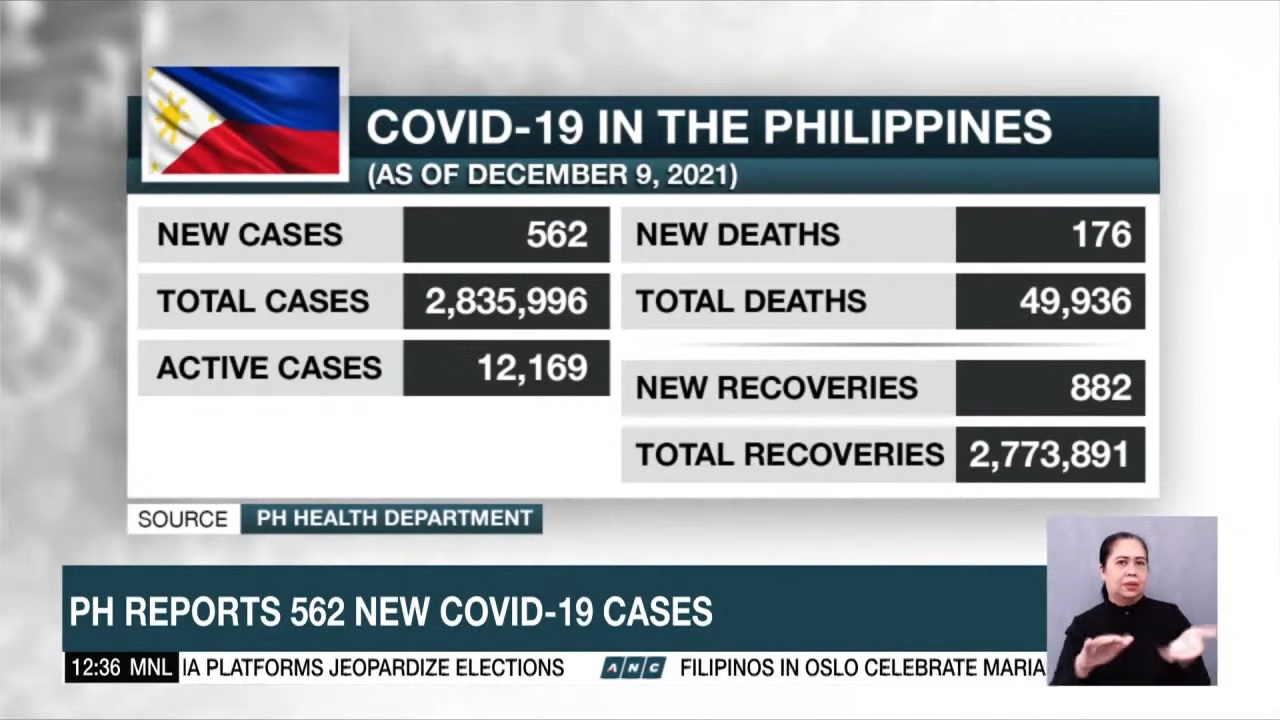 COVID-19 IN THE PHILIPPINES
(AS OF DECEMBER 9, 2021)
NEW CASES 562
TOTAL CASES 2,835,996
ACTIVE CASES 12,169
NEW DEATHS 176
TOTAL DEATHS 49,936
NEW RECOVERIES 882
TOTAL RECOVERIES 2,773,891
SOURCE PH HEALTH DEPARTMENT
PH REPORTS 562 NEW COVID-19 CASES
12:36 MNL IA PLATFORMS JEOPARDIZE ELECTIONS ANC FILIPINOS IN OSLO CELEBRATE MARIA